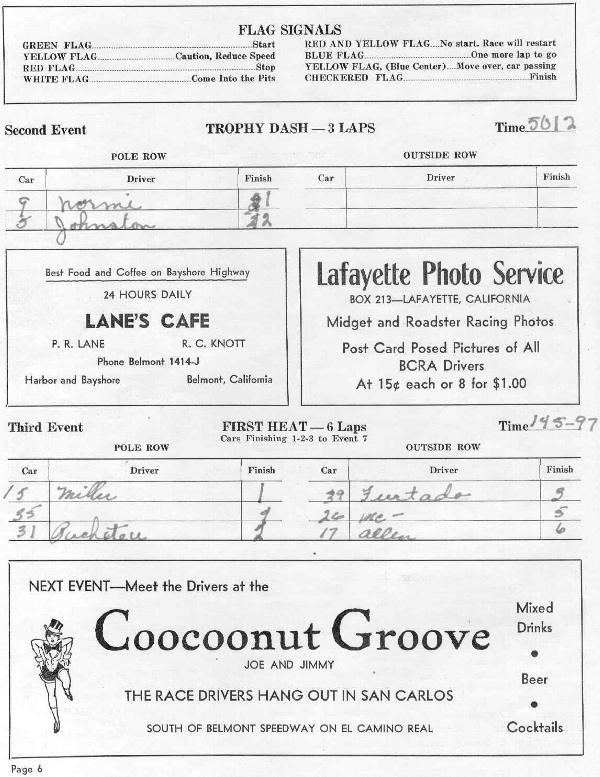 FLAG SIGNALS
GREEN FLAG....Start
YELLOW FLAG....Caution, Reduce Speed
RED FLAG....Stop
WHITE FLAG....Come Into the Pits
RED AND YELLOW FLAG....No start. Race will restart
BLUE FLAG....One more lap to go
YELLOW FLAG, (Blue Center)....Move over, car passing
CHECKERED FLAG....Finish
Second Event TROPHY DASH — 3 LAPS Time 5012
POLE ROW OUTSIDE ROW
Car Driver Finish Car Driver Finish
9 Normi 1
5 Johnston 2
Best Food and Coffee on Bayshore Highway
24 HOURS DAILY
LANE'S CAFE
P. R. LANE R. C. KNOTT
Phone Belmont 1414-J
Harbor and Bayshore Belmont, California
Lafayette Photo Service
BOX 213—LAFAYETTE, CALIFORNIA
Midget and Roadster Racing Photos
Post Card Posed Pictures of All
BCRA Drivers
At 15¢ each or 8 for $1.00
Third Event FIRST HEAT — 6 Laps Time 145-97
Cars Finishing 1-2-3 to Event 7
POLE ROW OUTSIDE ROW
Car Driver Finish Car Driver Finish
15 Miller 1 39 Furtado 3
35 26 Mc- 5
31 2 17 Allen 6
NEXT EVENT—Meet the Drivers at the
Coocoonut Groove
JOE AND JIMMY
THE RACE DRIVERS HANG OUT IN SAN CARLOS
SOUTH OF BELMONT SPEEDWAY ON EL CAMINO REAL
Mixed
Drinks
•
Beer
•
Cocktails
Page 6